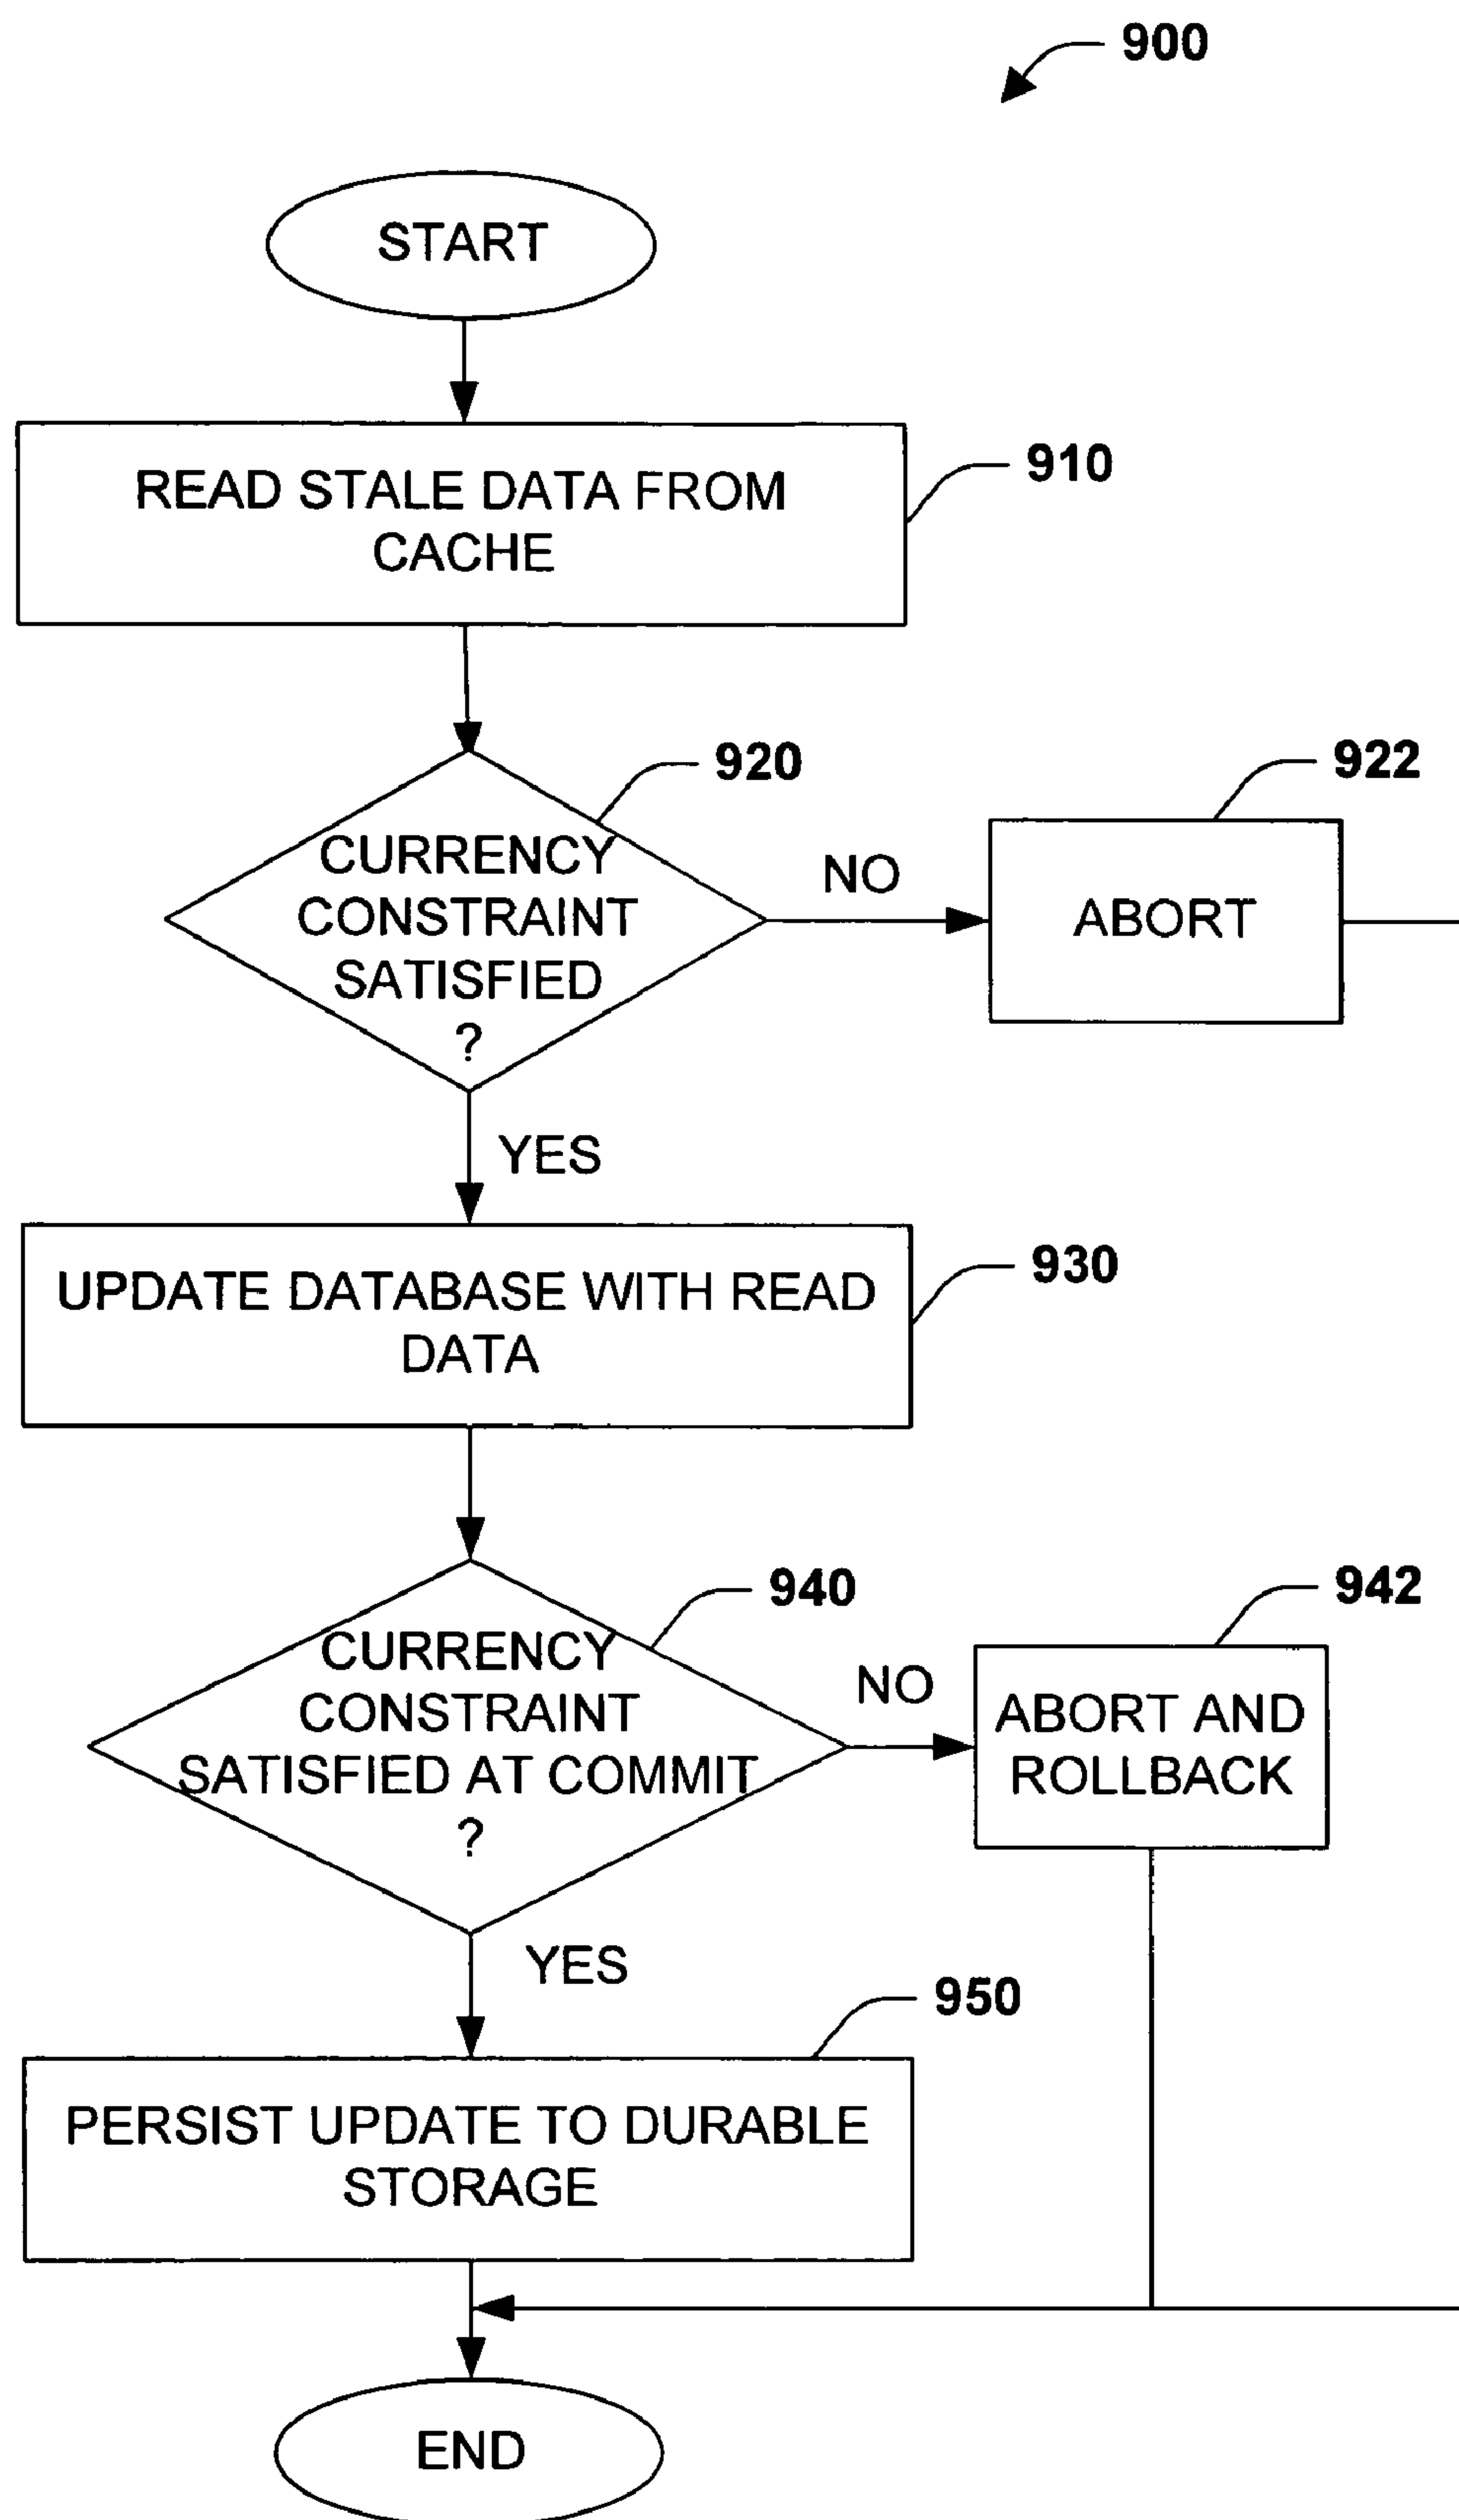 900
START
READ STALE DATA FROM
CACHE
910
920
922
CURRENCY
CONSTRAINT
SATISFIED
?
NO
ABORT
YES
UPDATE DATABASE WITH READ
DATA
930
940
942
CURRENCY
CONSTRAINT
SATISFIED AT COMMIT
?
NO
ABORT AND
ROLLBACK
YES
950
PERSIST UPDATE TO DURABLE
STORAGE
END